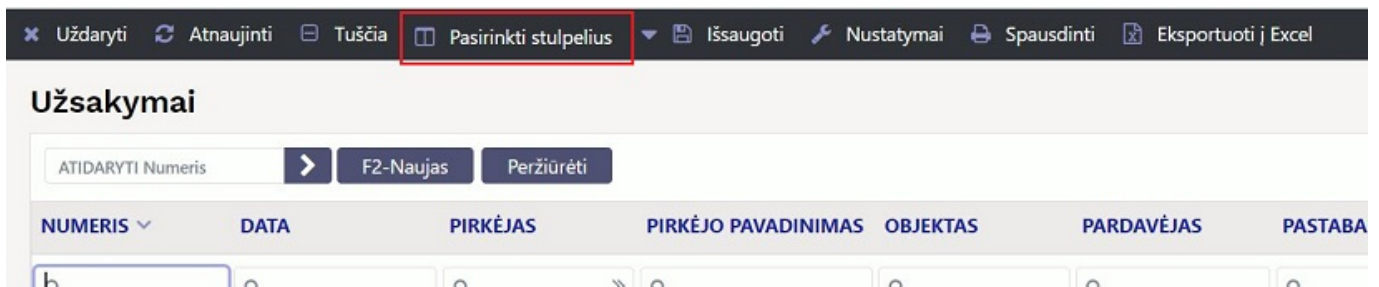 Uždaryti Atnaujinti Tuščia Pasirinkti stulpelius Išsaugoti Nustatymai Spausdinti Eksportuoti į Excel
Užsakymai
ATIDARYTI Numeris F2-Naujas Peržiūrėti
NUMERIS DATA PIRKĖJAS PIRKĖJO PAVADINIMAS OBJEKTAS PARDAVĖJAS PASTABA